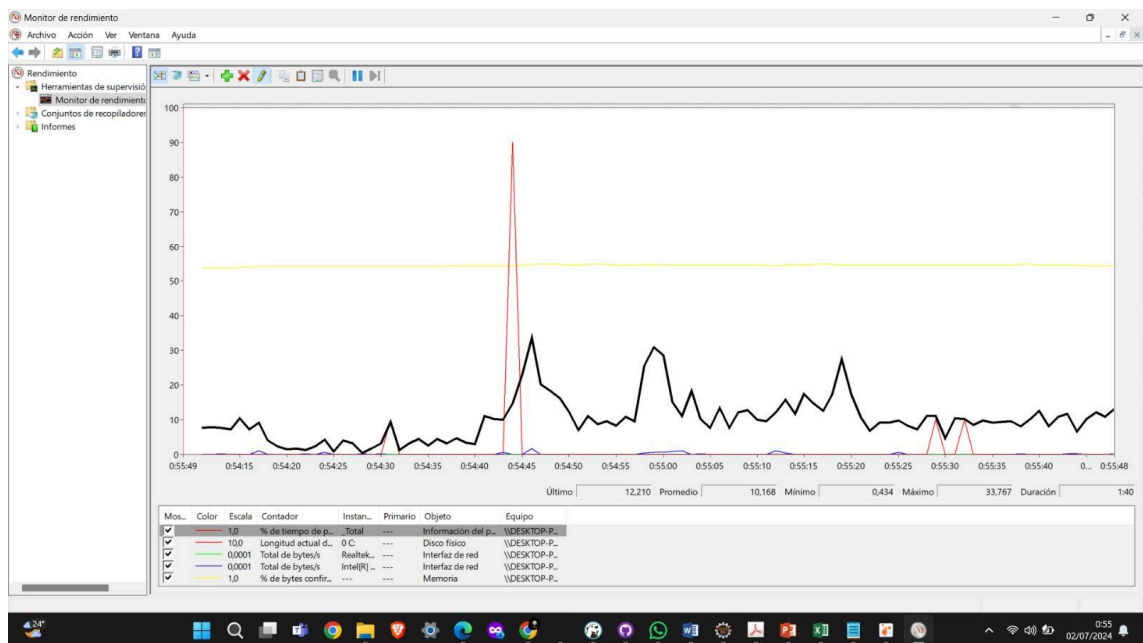 Monitor de rendimiento
Archivo Acción Ver Ventana Ayuda
Rendimiento
Herramientas de supervisió
Monitor de rendimiento
Conjuntos de recopiladores
Informes
100
90
80
70
60
50
40
30
20
10
0
0:55:49 0:54:15 0:54:20 0:54:25 0:54:30 0:54:35 0:54:40 0:54:45 0:54:50 0:54:55 0:55:00 0:55:05 0:55:10 0:55:15 0:55:20 0:55:25 0:55:30 0:55:35 0:55:40 0... 0:55:48
Último 12,210 Promedio 10,168 Mínimo 0,434 Máximo 33,767 Duración 1:40
Mos... Color Escala Contador Instan... Primario Objeto Equipo
1,0 % de tiempo de p... _Total --- Información del p... \\DESKTOP-P...
10,0 Longitud actual d... 0 C: --- Disco físico \\DESKTOP-P...
0,0001 Total de bytes/s Realtek... --- Interfaz de red \\DESKTOP-P...
0,0001 Total de bytes/s Intel[R] ... --- Interfaz de red \\DESKTOP-P...
1,0 % de bytes confir... --- --- Memoria \\DESKTOP-P...
24°
0:55
02/07/2024